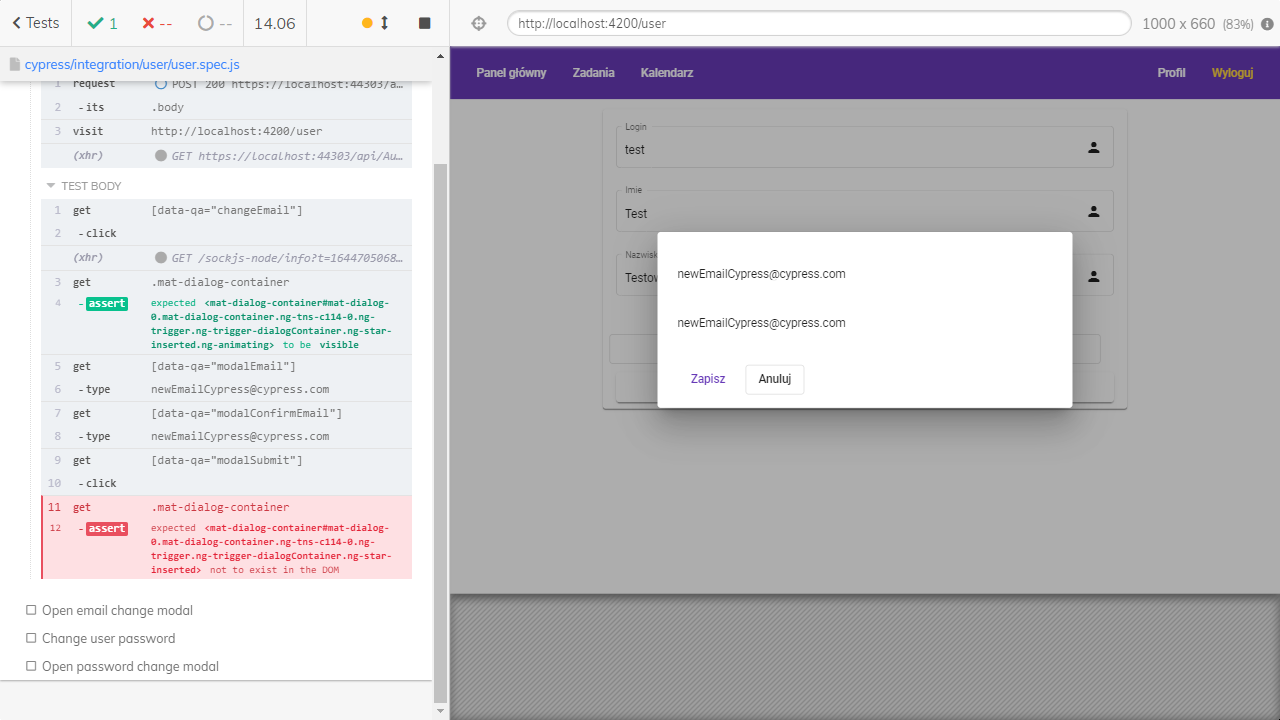 Tests
1
--
--
14.06
http://localhost:4200/user
1000 x 660 (83%)
cypress/integration/user/user.spec.js
1 request POST 200 https://localhost:44303/a…
2 -its .body
3 visit http://localhost:4200/user
(xhr) GET https://localhost:44303/api/Au…
TEST BODY
1 get [data-qa="changeEmail"]
2 -click
(xhr) GET /sockjs-node/info?t=1644705068…
3 get .mat-dialog-container
4 -assert expected <mat-dialog-container#mat-dialog-
0.mat-dialog-container.ng-tns-c114-0.ng-
trigger.ng-trigger-dialogContainer.ng-star-
inserted.ng-animating> to be visible
5 get [data-qa="modalEmail"]
6 -type newEmailCypress@cypress.com
7 get [data-qa="modalConfirmEmail"]
8 -type newEmailCypress@cypress.com
9 get [data-qa="modalSubmit"]
10 -click
11 get .mat-dialog-container
12 -assert expected <mat-dialog-container#mat-dialog-
0.mat-dialog-container.ng-tns-c114-0.ng-
trigger.ng-trigger-dialogContainer.ng-star-
inserted> not to exist in the DOM
Open email change modal
Change user password
Open password change modal
Panel główny Zadania Kalendarz Profil Wyloguj
Login
test
Imie
Test
Nazwisk
Testow
newEmailCypress@cypress.com
newEmailCypress@cypress.com
Zapisz Anuluj